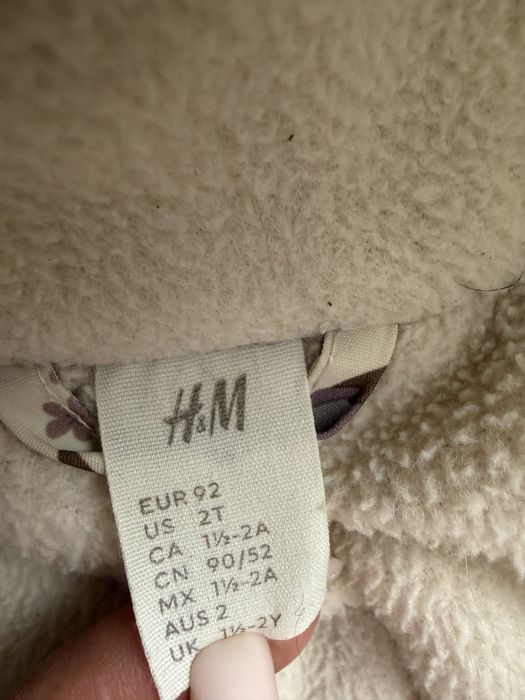 H&M
EUR 92
US 2T
CA 1½-2A
CN 90/52
MX 1½-2A
AUS 2
UK 1½-2Y